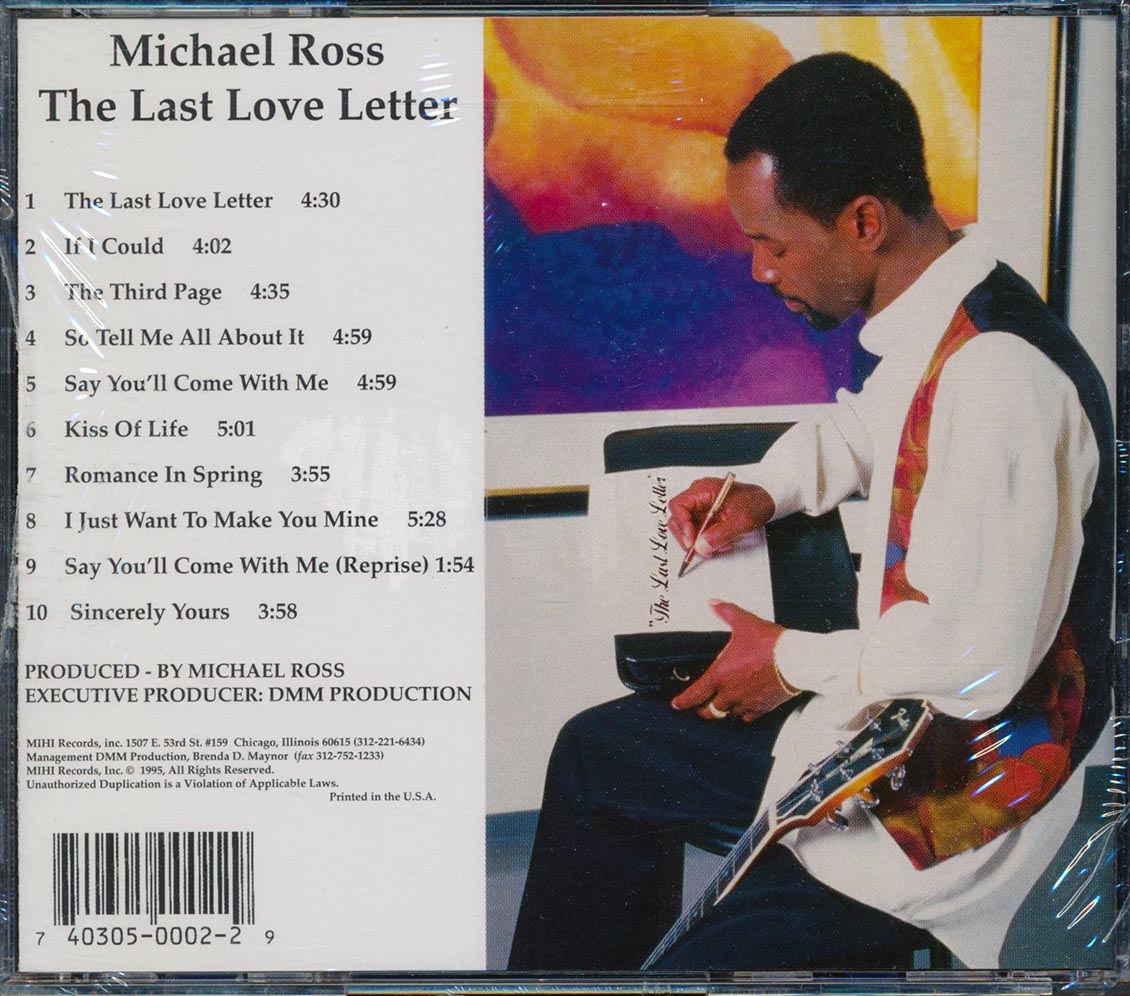 Michael Ross
The Last Love Letter
1 The Last Love Letter 4:30
2 If I Could 4:02
3 The Third Page 4:35
4 So Tell Me All About It 4:59
5 Say You'll Come With Me 4:59
6 Kiss Of Life 5:01
7 Romance In Spring 3:55
8 I Just Want To Make You Mine 5:28
9 Say You'll Come With Me (Reprise) 1:54
10 Sincerely Yours 3:58
PRODUCED - BY MICHAEL ROSS
EXECUTIVE PRODUCER: DMM PRODUCTION
MIHI Records, inc. 1507 E. 53rd St. #159 Chicago, Illinois 60615 (312-221-6434)
Management DMM Production, Brenda D. Maynor (fax 312-752-1233)
MIHI Records, Inc. © 1995, All Rights Reserved.
Unauthorized Duplication is a Violation of Applicable Laws.
Printed in the U.S.A.
7 40305-0002-2 9
"The Last Love Letter"